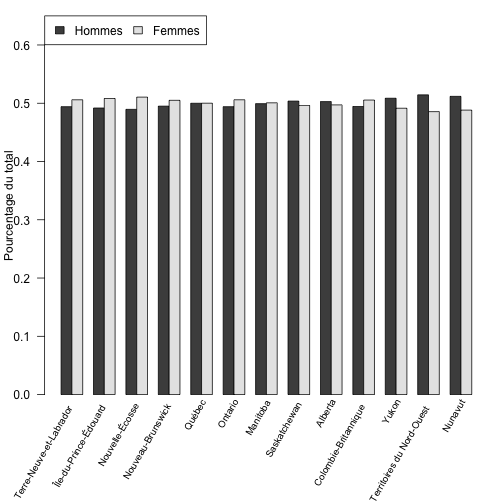 Hommes Femmes
Pourcentage du total
0.6
0.5
0.4
0.3
0.2
0.1
0.0
Terre-Neuve-et-Labrador
Île-du-Prince-Édouard
Nouvelle-Écosse
Nouveau-Brunswick
Québec
Ontario
Manitoba
Saskatchewan
Alberta
Colombie-Britannique
Yukon
Territoires du Nord-Ouest
Nunavut